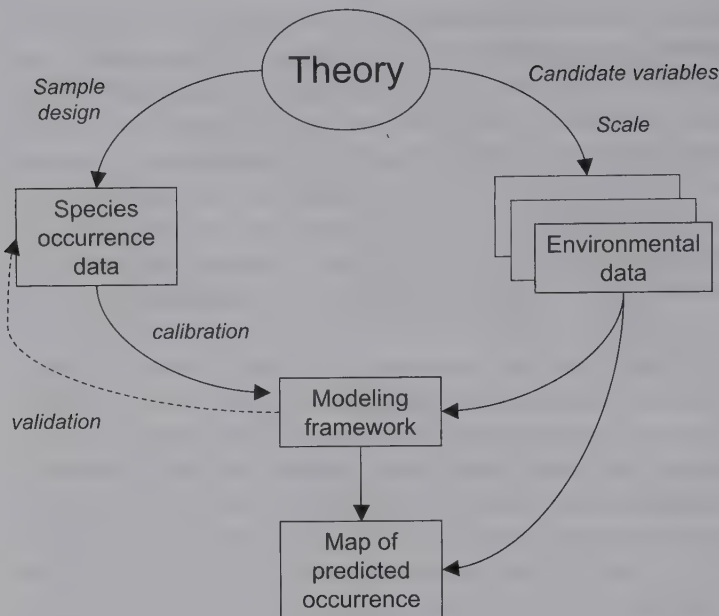 Theory
Sample
design
Candidate variables
Scale
Species
occurrence
data
Environmental
data
calibration
validation
Modeling
framework
Map of
predicted
occurrence